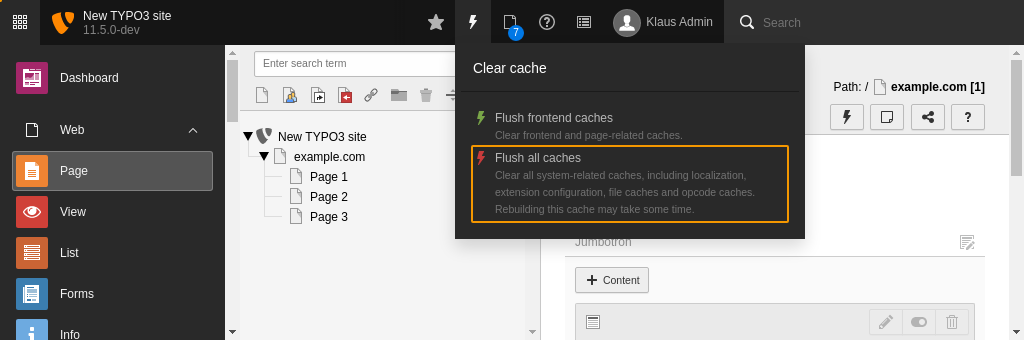 New TYPO3 site
11.5.0-dev
7
Klaus Admin
Search
Dashboard
Web
Page
View
List
Forms
Info
Enter search term
New TYPO3 site
example.com
Page 1
Page 2
Page 3
Clear cache
Flush frontend caches
Clear frontend and page-related caches.
Flush all caches
Clear all system-related caches, including localization,
extension configuration, file caches and opcode caches.
Rebuilding this cache may take some time.
Path: / example.com [1]
?
Jumbotron
+ Content